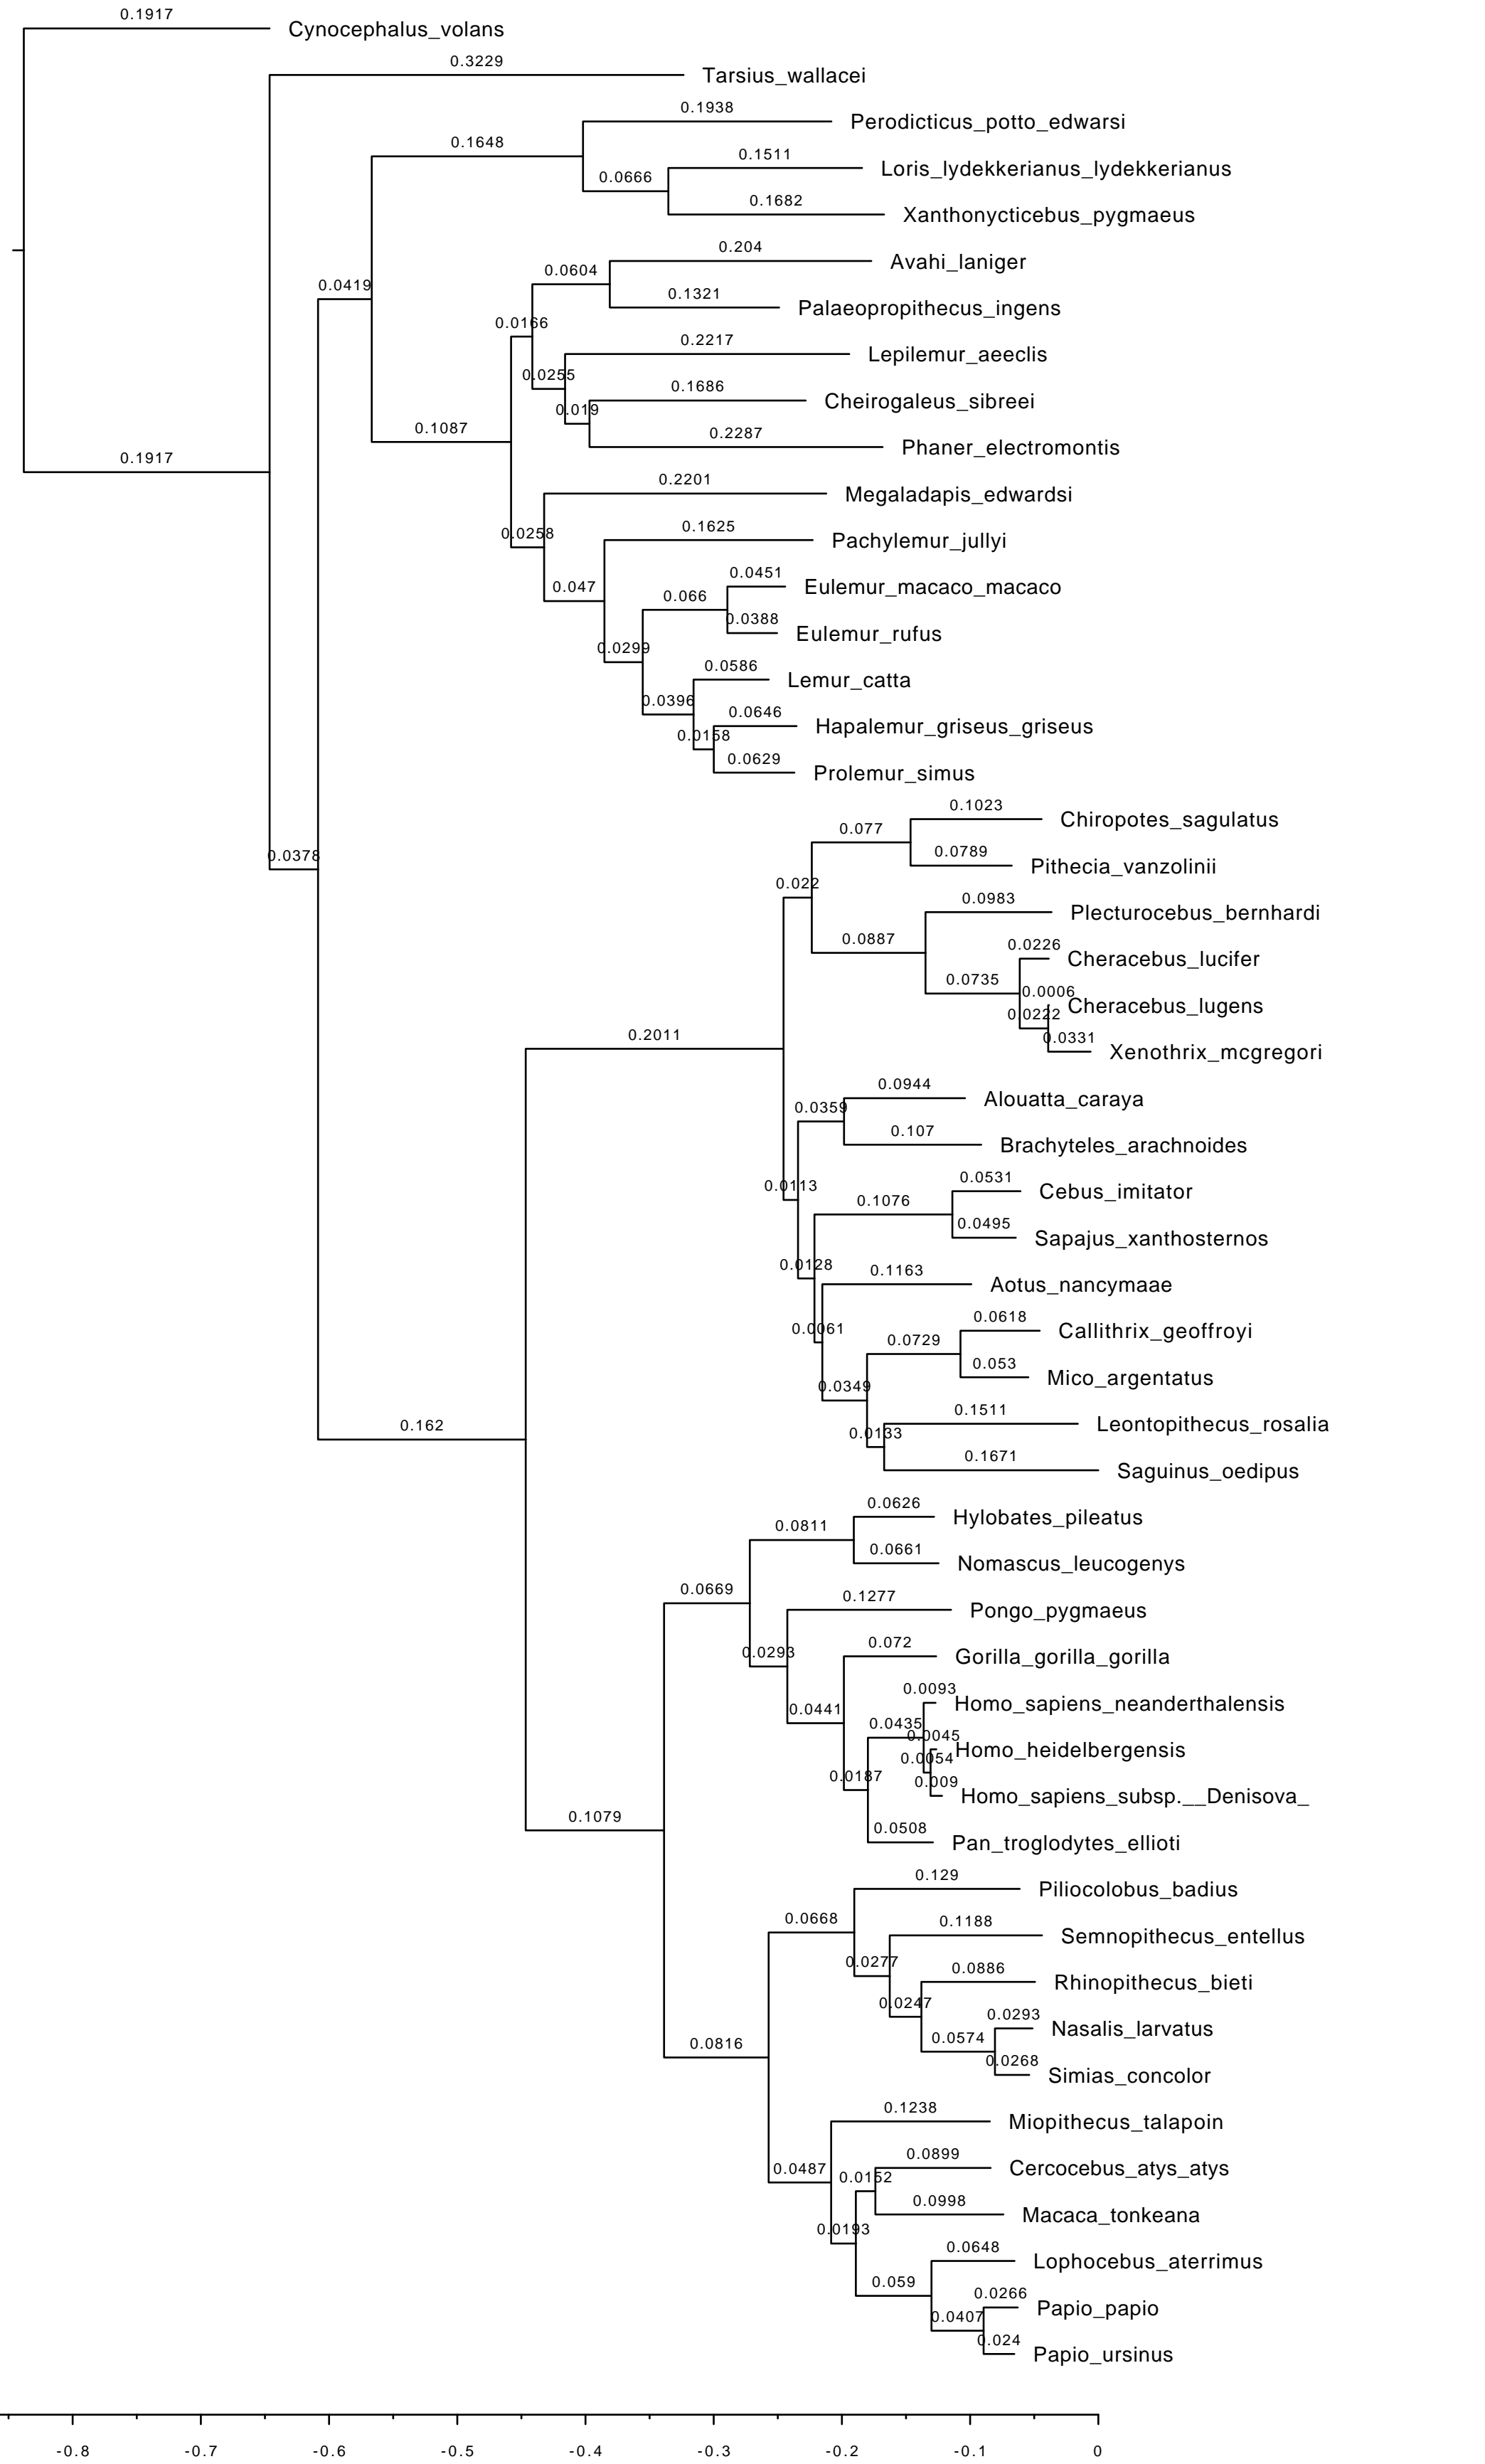 0.1917
Cynocephalus_volans
0.3229
Tarsius_wallacei
0.1938
Perodicticus_potto_edwarsi
0.1648
0.1511
Loris_lydekkerianus_lydekkerianus
0.0666
0.1682
Xanthonycticebus_pygmaeus
0.204
Avahi_laniger
0.0604
0.0419
0.1321
Palaeopropithecus_ingens
0.0166
0.2217
Lepilemur_aeeclis
0.0255
0.1686
Cheirogaleus_sibreei
0.019
0.1087
0.2287
Phaner_electromontis
0.1917
0.2201
Megaladapis_edwardsi
0.0258
0.1625
Pachylemur_jullyi
0.047
0.0451
Eulemur_macaco_macaco
0.066
0.0388
Eulemur_rufus
0.0299
0.0586
Lemur_catta
0.0396
0.0646
Hapalemur_griseus_griseus
0.0158
0.0629
Prolemur_simus
0.1023
Chiropotes_sagulatus
0.077
0.0378
0.0789
Pithecia_vanzolinii
0.022
0.0983
Plecturocebus_bernhardi
0.0887
0.0226
Cheracebus_lucifer
0.0735
0.0006
Cheracebus_lugens
0.0222
0.0331
Xenothrix_mcgregori
0.2011
0.0944
Alouatta_caraya
0.0359
0.107
Brachyteles_arachnoides
0.0113
0.0531
Cebus_imitator
0.1076
0.0495
Sapajus_xanthosternos
0.0128
0.1163
Aotus_nancymaae
0.0061
0.0618
Callithrix_geoffroyi
0.0729
0.053
Mico_argentatus
0.0349
0.1511
Leontopithecus_rosalia
0.162
0.0133
0.1671
Saguinus_oedipus
0.0626
Hylobates_pileatus
0.0811
0.0661
Nomascus_leucogenys
0.0669
0.1277
Pongo_pygmaeus
0.0293
0.072
Gorilla_gorilla_gorilla
0.0441
0.0093
Homo_sapiens_neanderthalensis
0.0435
0.0045
Homo_heidelbergensis
0.0054
0.0187
0.009
Homo_sapiens_subsp.__Denisova_
0.1079
0.0508
Pan_troglodytes_ellioti
0.129
Piliocolobus_badius
0.0668
0.1188
Semnopithecus_entellus
0.0277
0.0886
Rhinopithecus_bieti
0.0247
0.0293
Nasalis_larvatus
0.0574
0.0816
0.0268
Simias_concolor
0.1238
Miopithecus_talapoin
0.0487
0.0899
Cercocebus_atys_atys
0.0152
0.0998
Macaca_tonkeana
0.0193
0.0648
Lophocebus_aterrimus
0.059
0.0266
Papio_papio
0.0407
0.024
Papio_ursinus
-0.8 -0.7 -0.6 -0.5 -0.4 -0.3 -0.2 -0.1 0